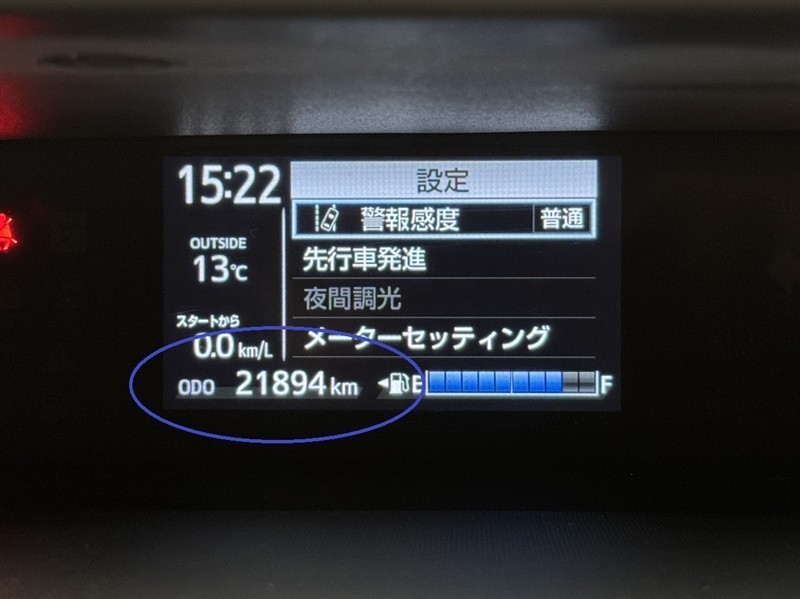 15:22
OUTSIDE
13℃
スタートから
0.0 km/L
ODO 21894 km
設定
警報感度 普通
先行車発進
夜間調光
メーターセッティング
E F